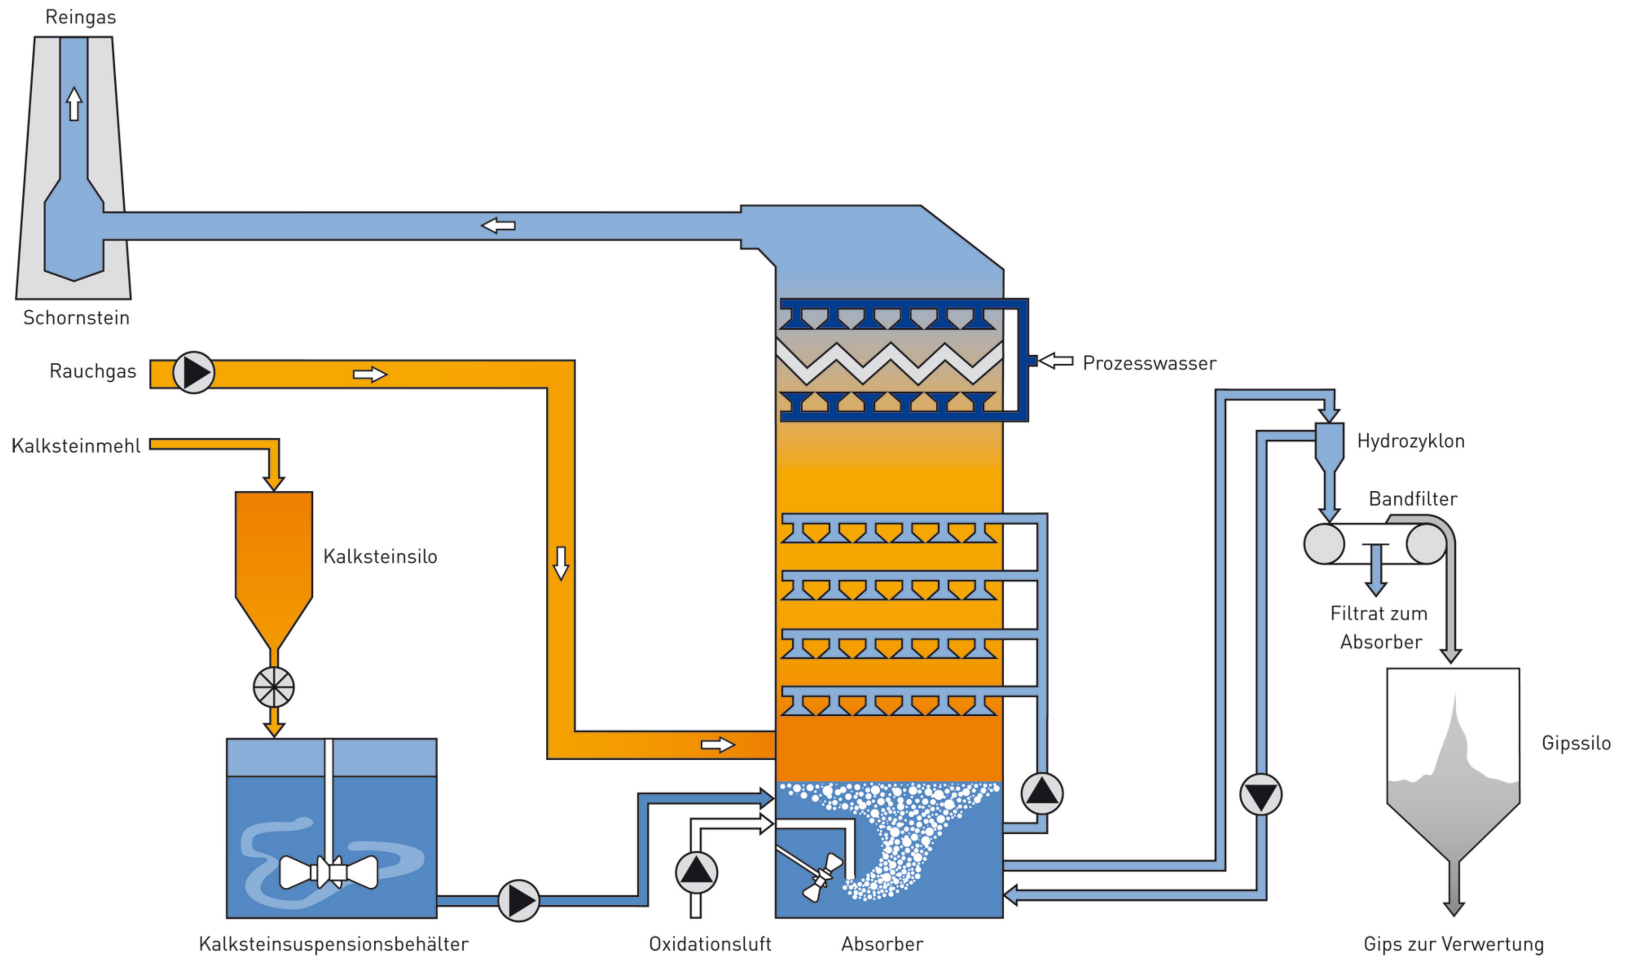 Reingas
Schornstein
Rauchgas
Prozesswasser
Kalksteinmehl
Hydrozyklon
Bandfilter
Kalksteinsilo
Filtrat zum
Absorber
Gipssilo
Kalksteinsuspensionsbehälter
Oxidationsluft
Absorber
Gips zur Verwertung